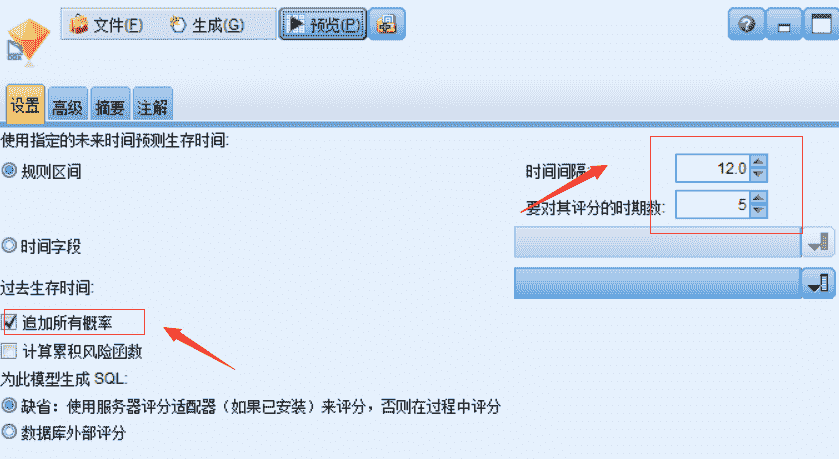 文件(F) 生成(G) 预览(P)
设置 高级 摘要 注解
使用指定的未来时间预测生存时间:
规则区间 时间间隔: 12.0
要对其评分的时期数: 5
时间字段
过去生存时间:
追加所有概率
计算累积风险函数
为此模型生成 SQL:
缺省：使用服务器评分适配器（如果已安装）来评分，否则在过程中评分
数据库外部评分